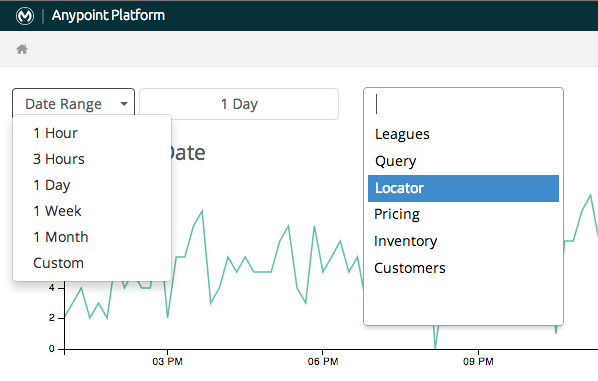 Anypoint Platform
Date Range
1 Day
1 Hour
3 Hours
1 Day
1 Week
1 Month
Custom
Date
Leagues
Query
Locator
Pricing
Inventory
Customers
4
2
0
03 PM
06 PM
09 PM